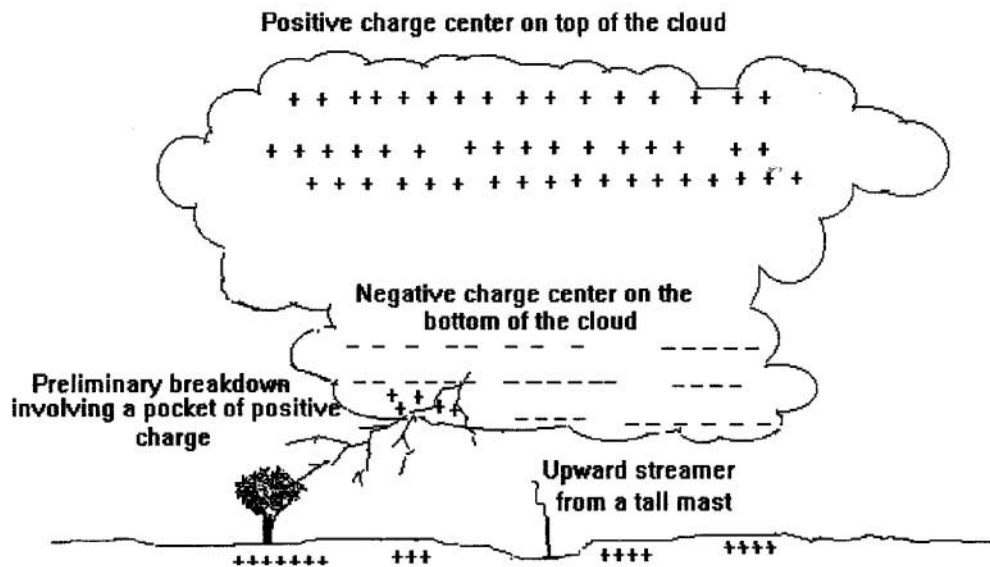 Positive charge center on top of the cloud
Negative charge center on the
bottom of the cloud
Preliminary breakdown
involving a pocket of positive
charge
Upward streamer
from a tall mast